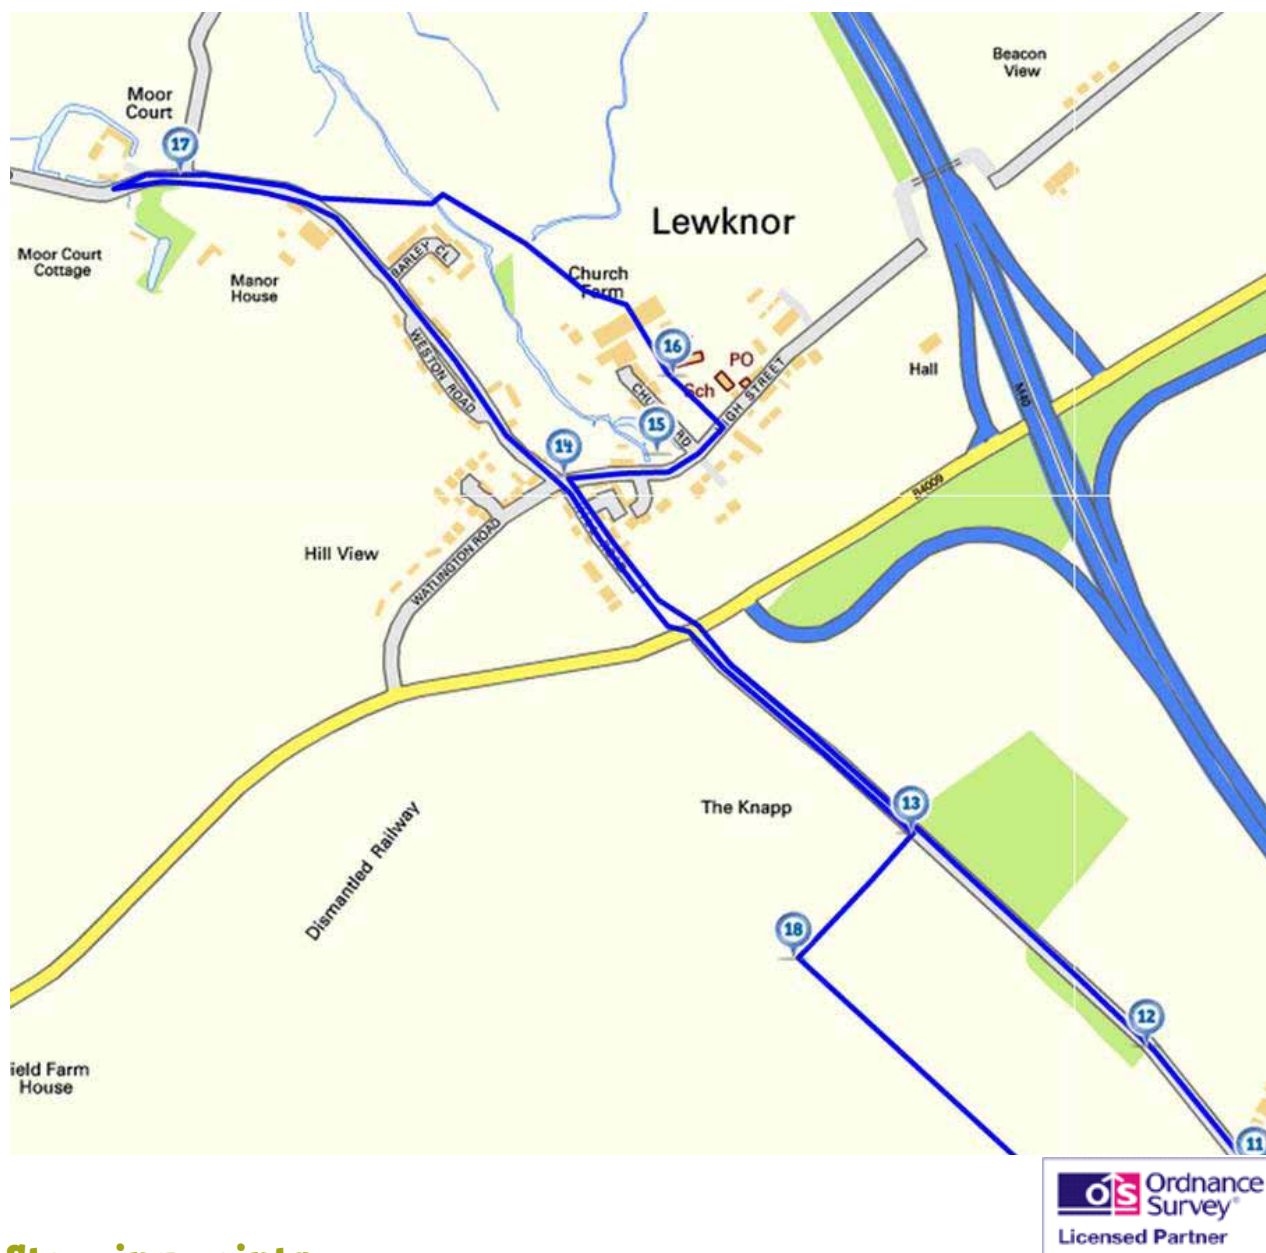 Beacon
View
Moor
Court
17
Lewknor
Moor Court
Cottage
BARLEY CL
Manor
House
Church
Farm
16
PO
Sch
HIGH STREET
Hall
M40
WESTON ROAD
15
RD
14
B4009
Hill View
WATLINGTON ROAD
The Knapp
13
Dismantled Railway
18
12
ield Farm
House
11
OS Ordnance
Survey®
Licensed Partner